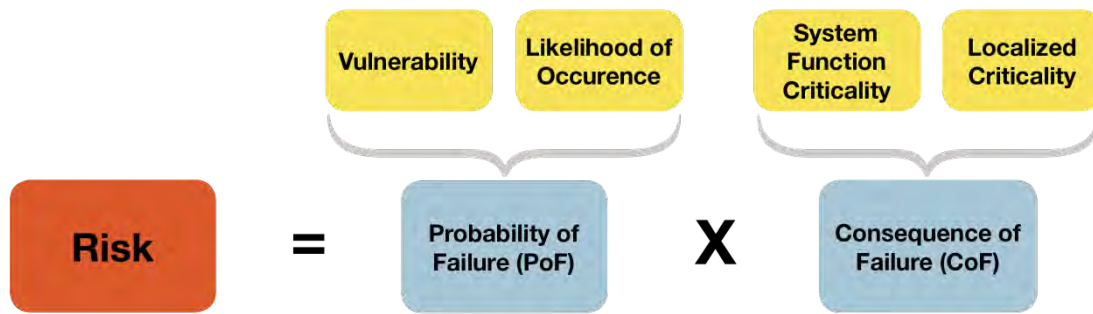 Vulnerability
Likelihood of
Occurence
System
Function
Criticality
Localized
Criticality
Risk
=
Probability of
Failure (PoF)
X
Consequence of
Failure (CoF)